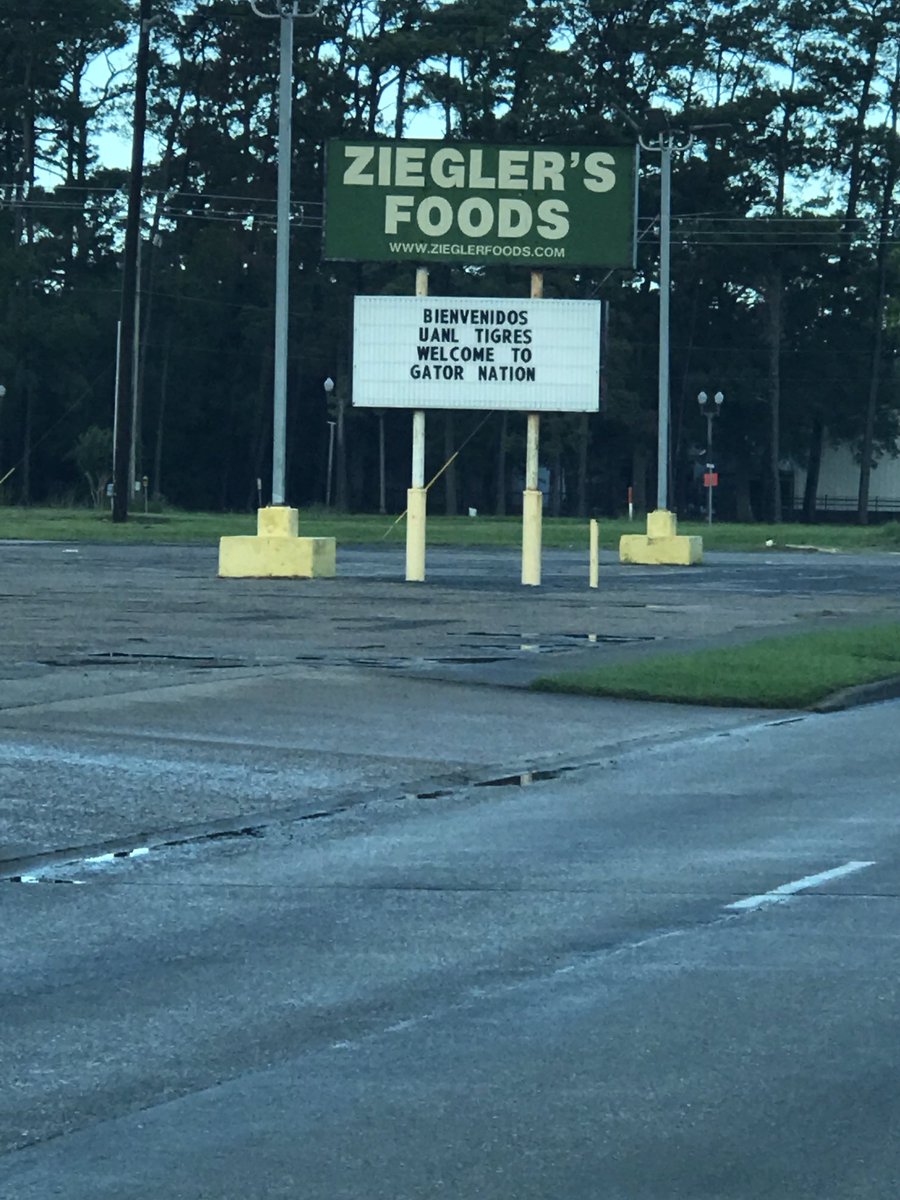 ZIEGLER'S
FOODS
WWW.ZIEGLERFOODS.COM
BIENVENIDOS
UANL TIGRES
WELCOME TO
GATOR NATION